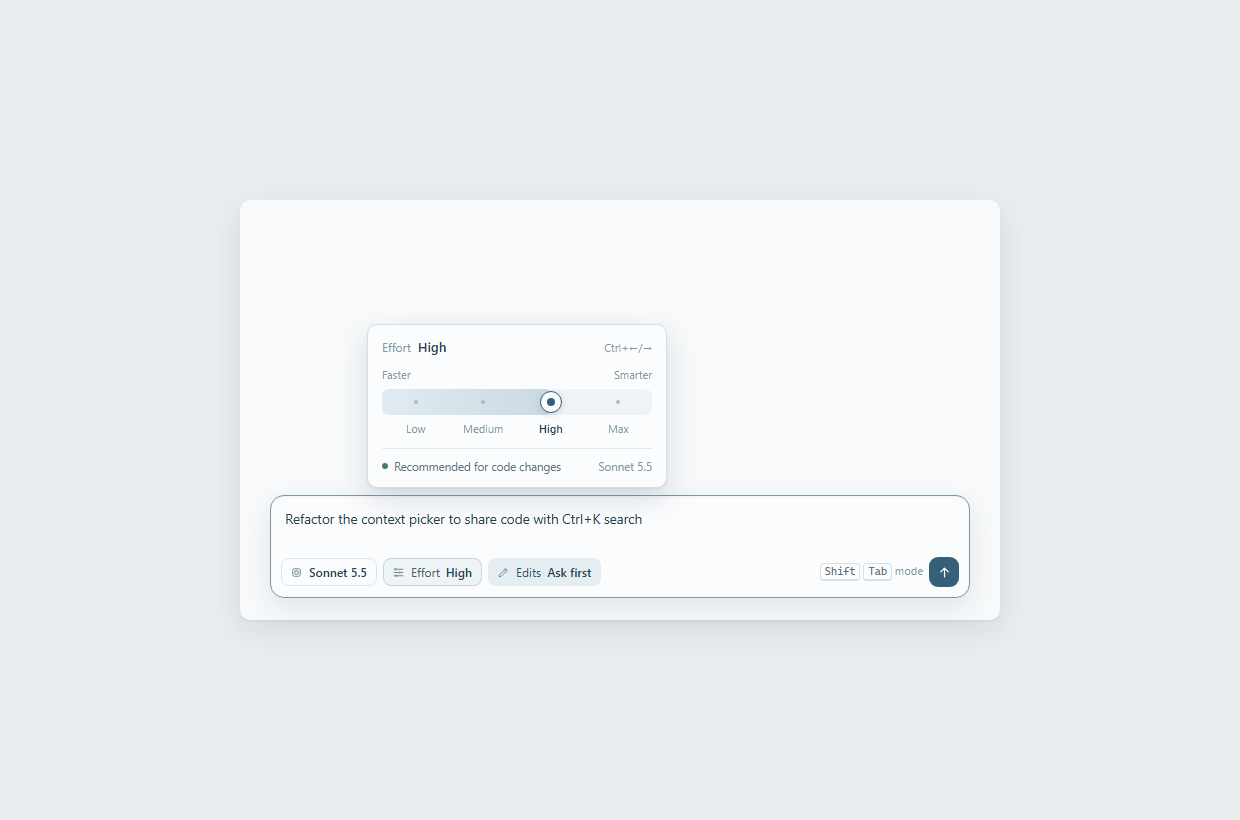 Effort High Ctrl+←/→
Faster Smarter
Low Medium High Max
Recommended for code changes Sonnet 5.5
Refactor the context picker to share code with Ctrl+K search
Sonnet 5.5 Effort High Edits Ask first Shift Tab mode